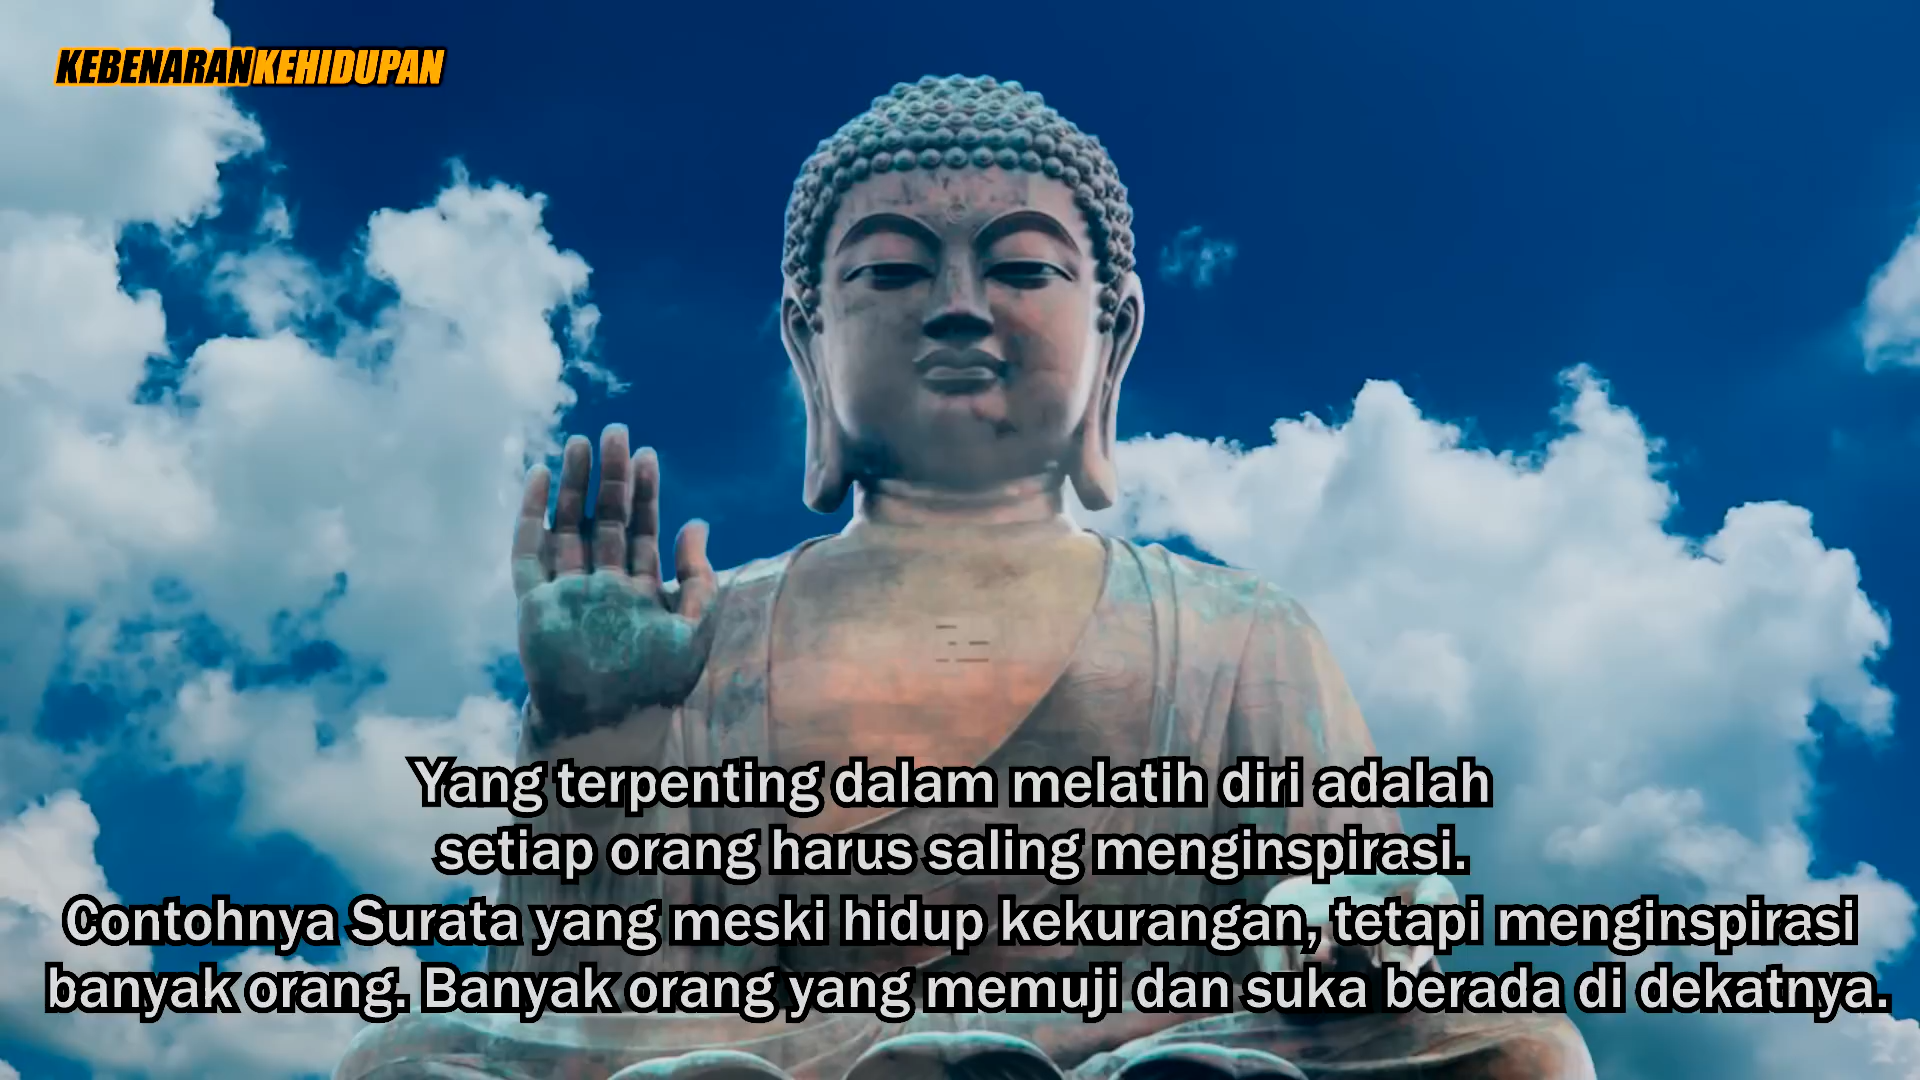 KEBENARANKEHIDUPAN
Yang terpenting dalam melatih diri adalah
setiap orang harus saling menginspirasi.
Contohnya Surata yang meski hidup kekurangan, tetapi menginspirasi
banyak orang. Banyak orang yang memuji dan suka berada di dekatnya.